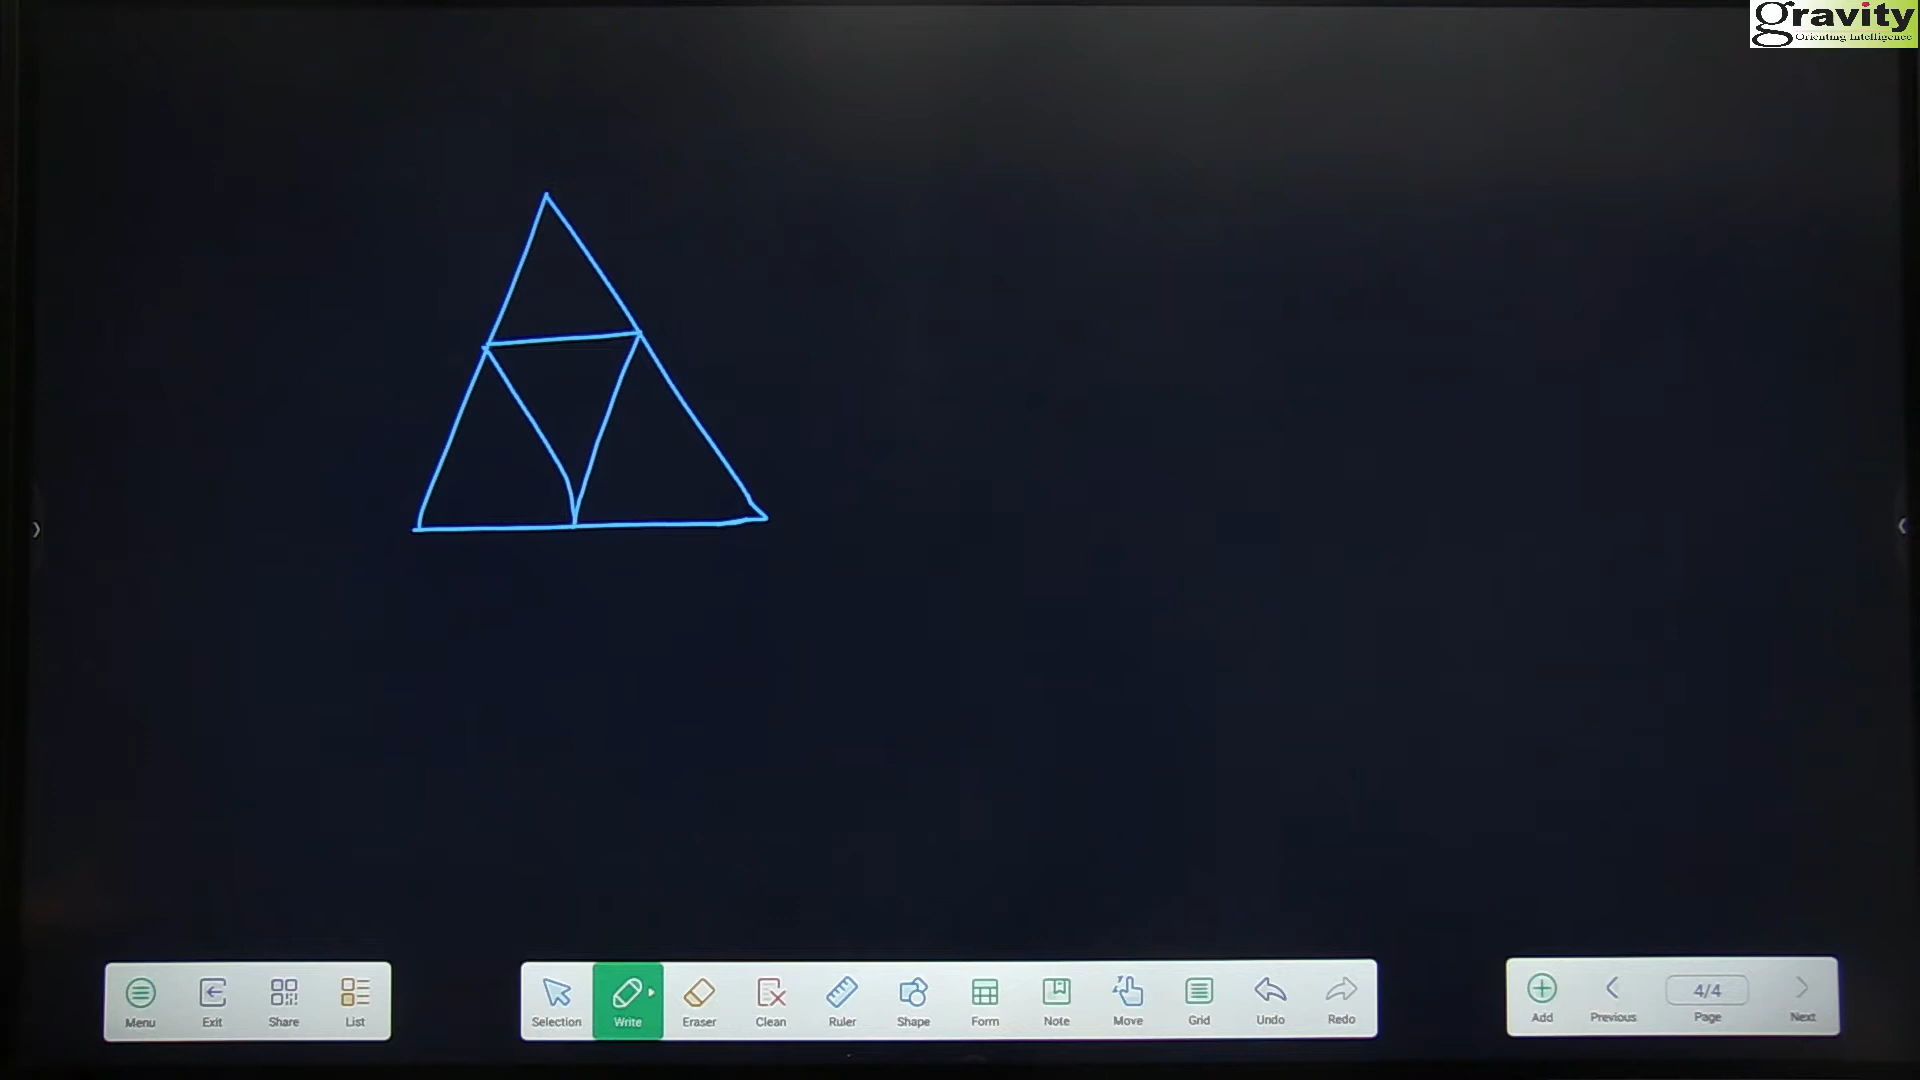 gravity
Orienting Intelligence
Menu Exit Share List
Selection Write Eraser Clean Ruler Shape Form Note Move Grid Undo Redo
Add Previous 4/4 Page Next